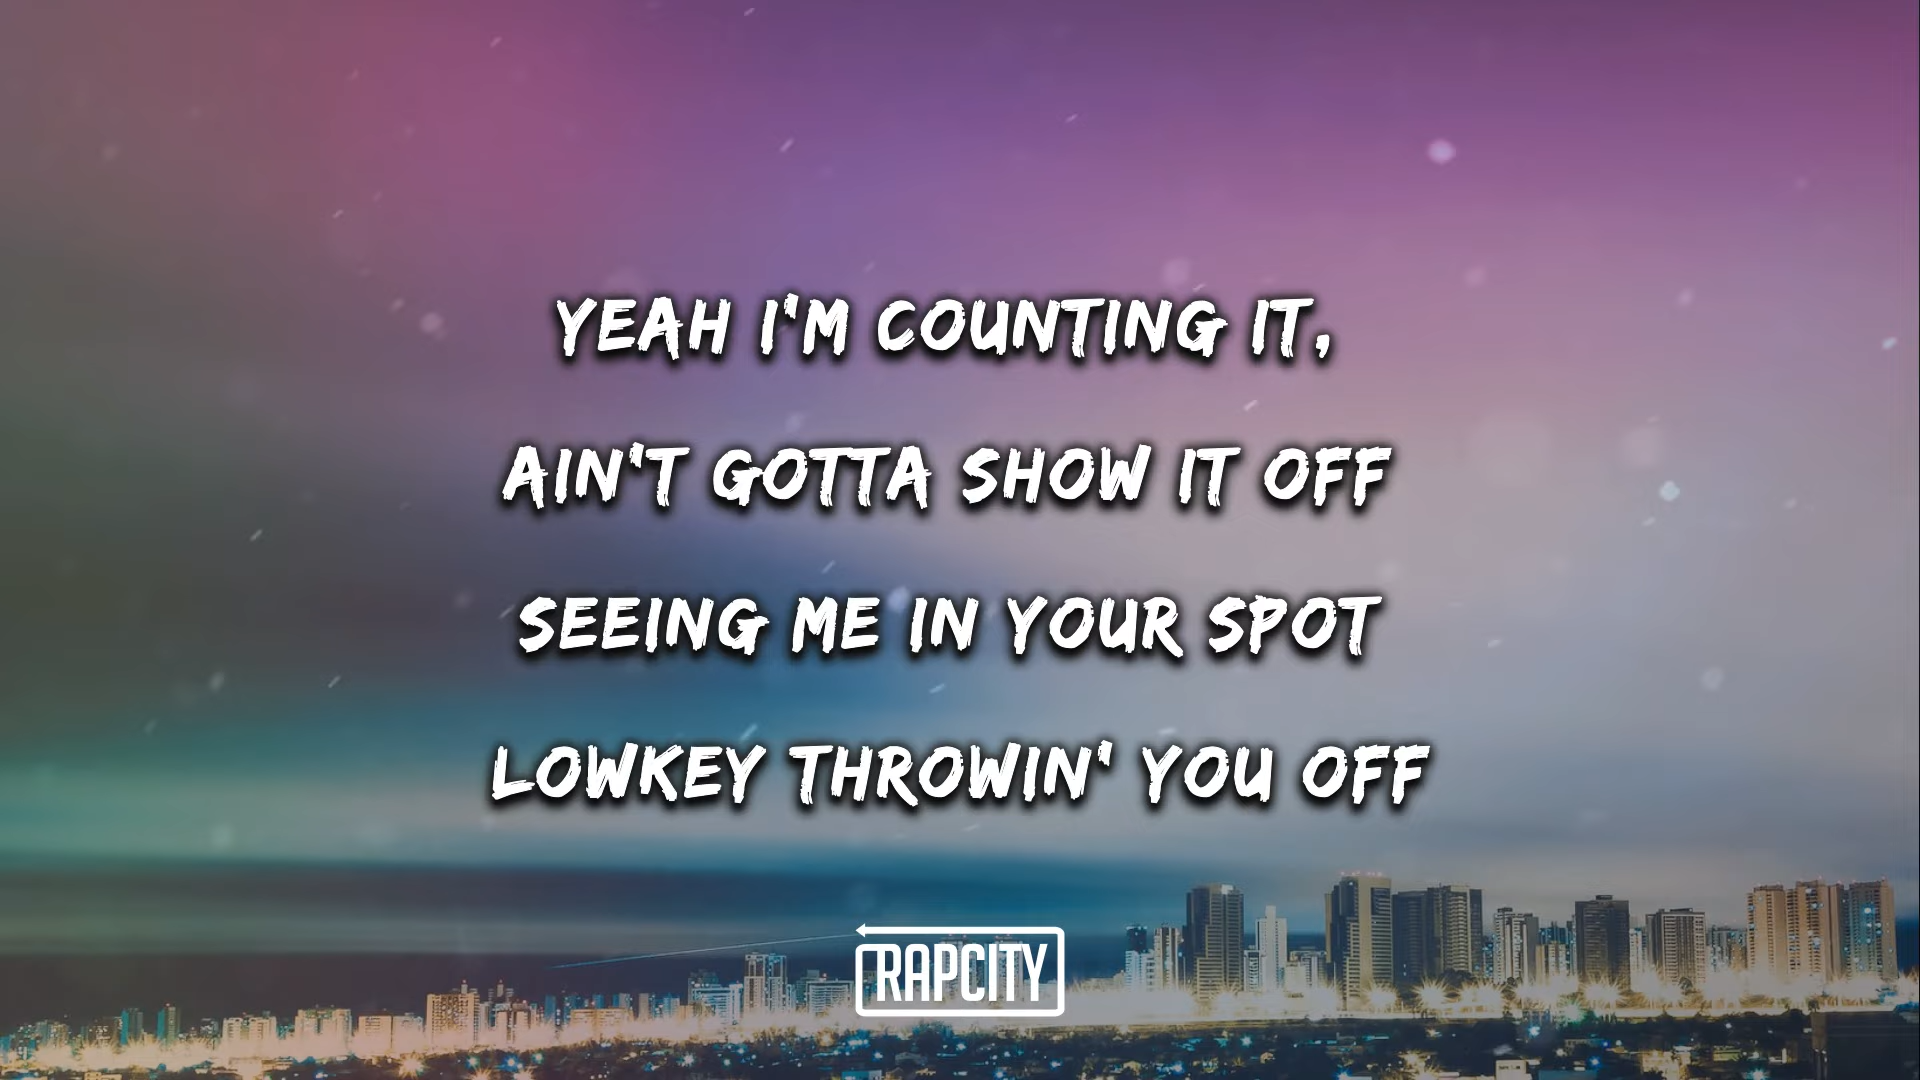 YEAH I'M COUNTING IT,
AIN'T GOTTA SHOW IT OFF
SEEING ME IN YOUR SPOT
LOWKEY THROWIN' YOU OFF
RAPCITY